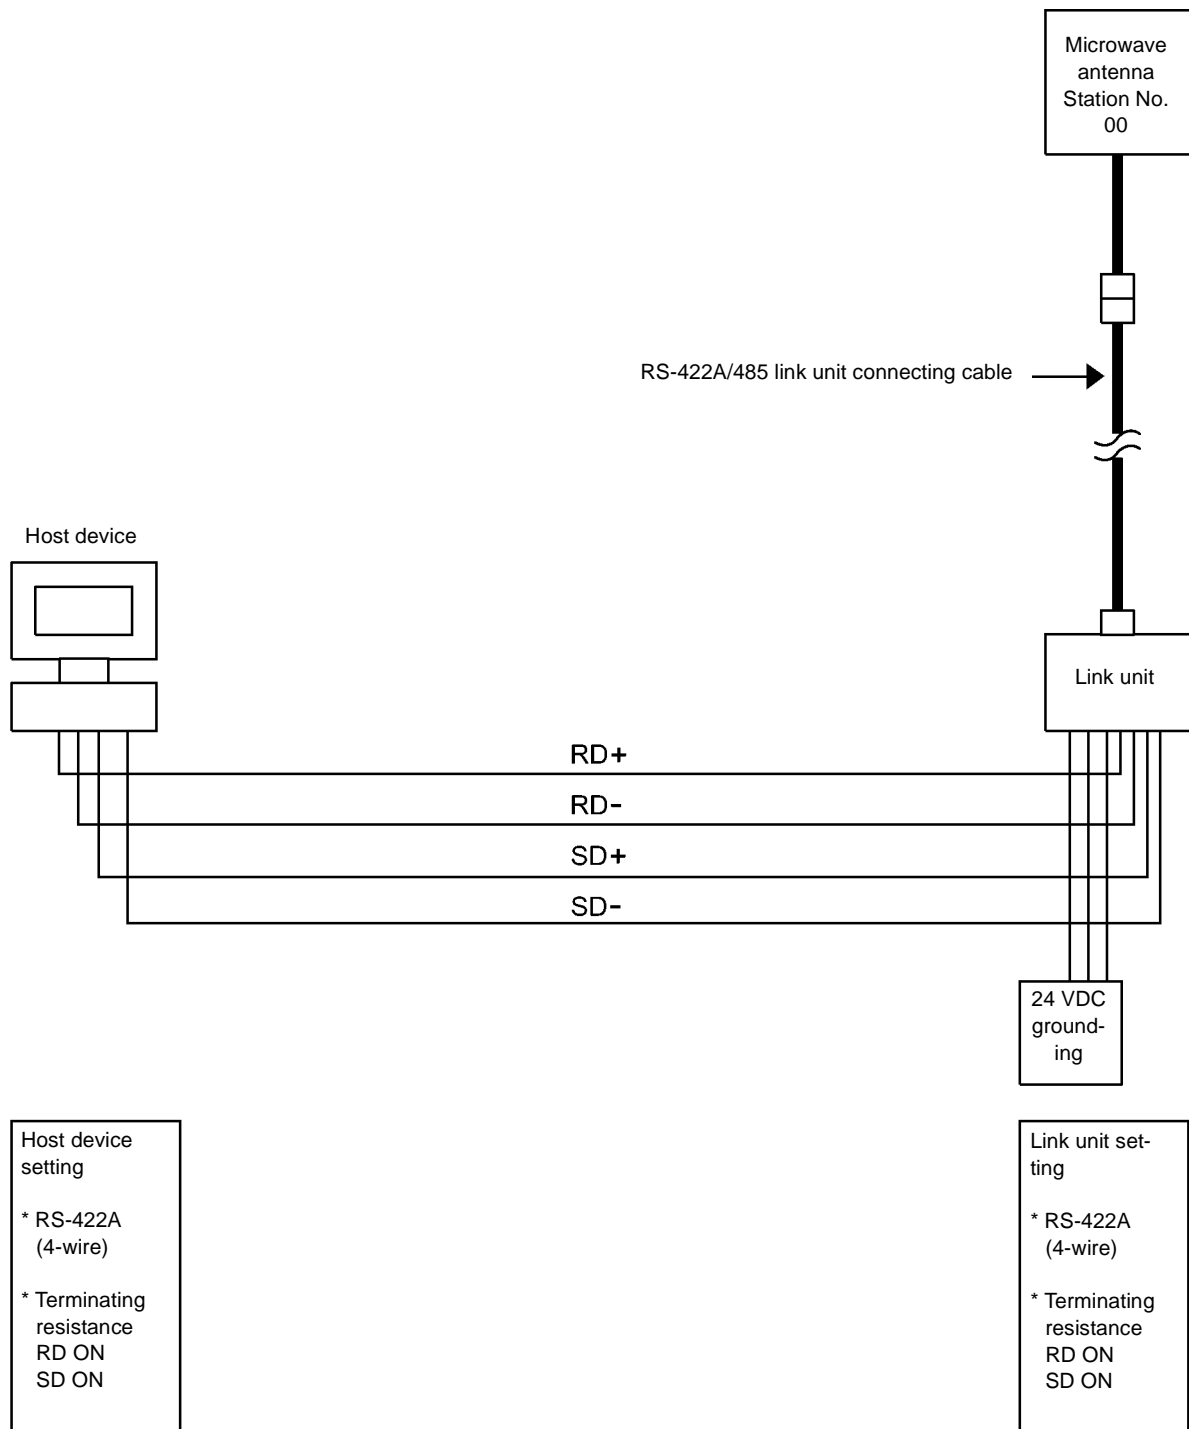 Microwave
antenna
Station No.
00
RS-422A/485 link unit connecting cable
Host device
Link unit
RD+
RD-
SD+
SD-
24 VDC
ground-
ing
Host device
setting
* RS-422A
(4-wire)
* Terminating
resistance
RD ON
SD ON
Link unit set-
ting
* RS-422A
(4-wire)
* Terminating
resistance
RD ON
SD ON